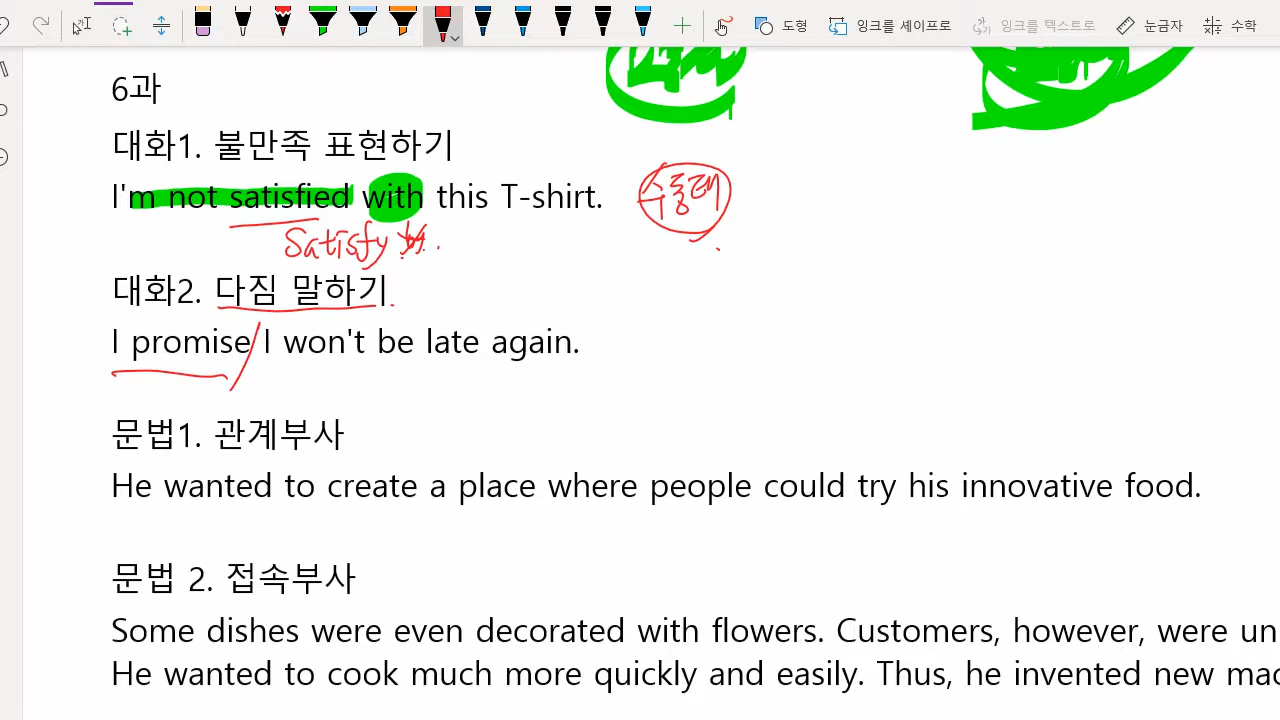 도형 잉크를 셰이프로 잉크를 텍스트로 눈금자 수학
6과
대화1. 불만족 표현하기
I'm not satisfied with this T-shirt. 수동태
Satisfy
대화2. 다짐 말하기
I promise I won't be late again.
문법1. 관계부사
He wanted to create a place where people could try his innovative food.
문법 2. 접속부사
Some dishes were even decorated with flowers. Customers, however, were un
He wanted to cook much more quickly and easily. Thus, he invented new mac